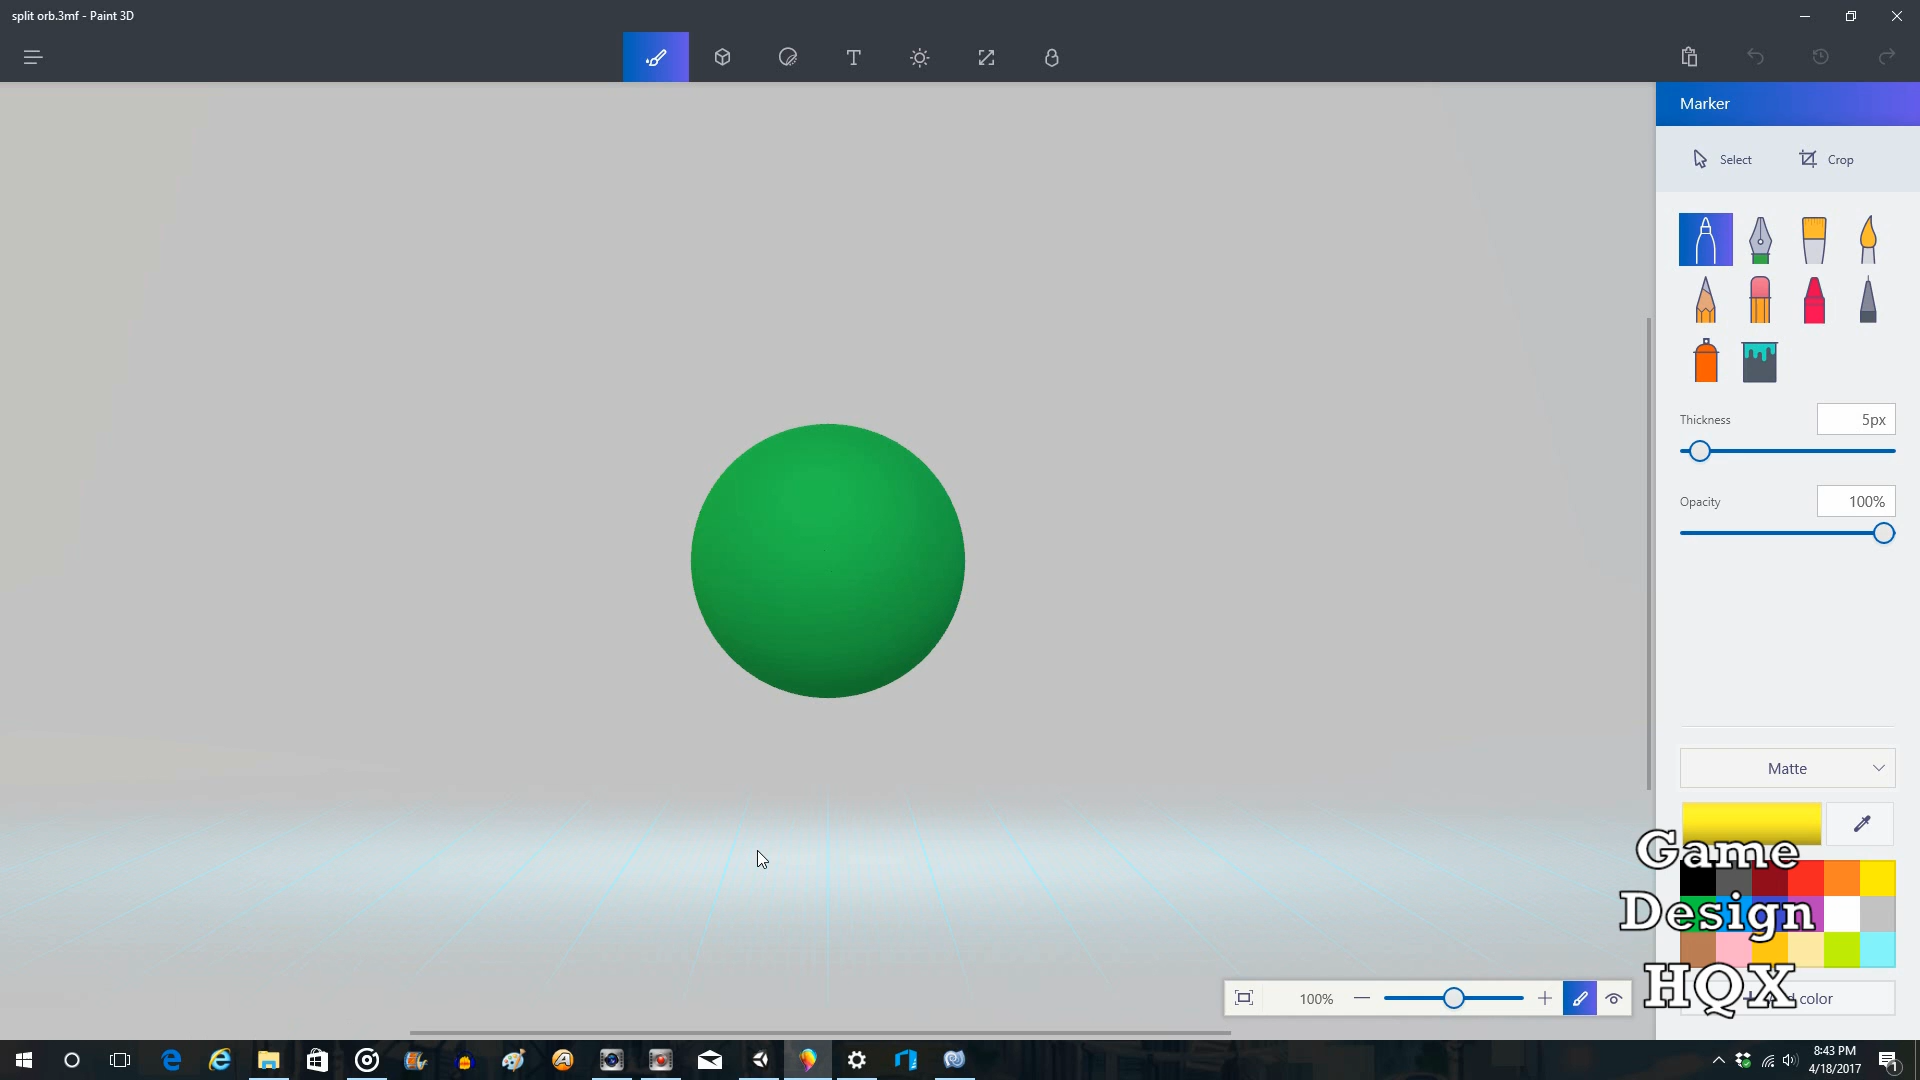 split orb.3mf - Paint 3D
Marker
Select
Crop
Thickness
5px
Opacity
100%
Matte
Game
Design
HQX
color
100%
8:43 PM
4/18/2017
1